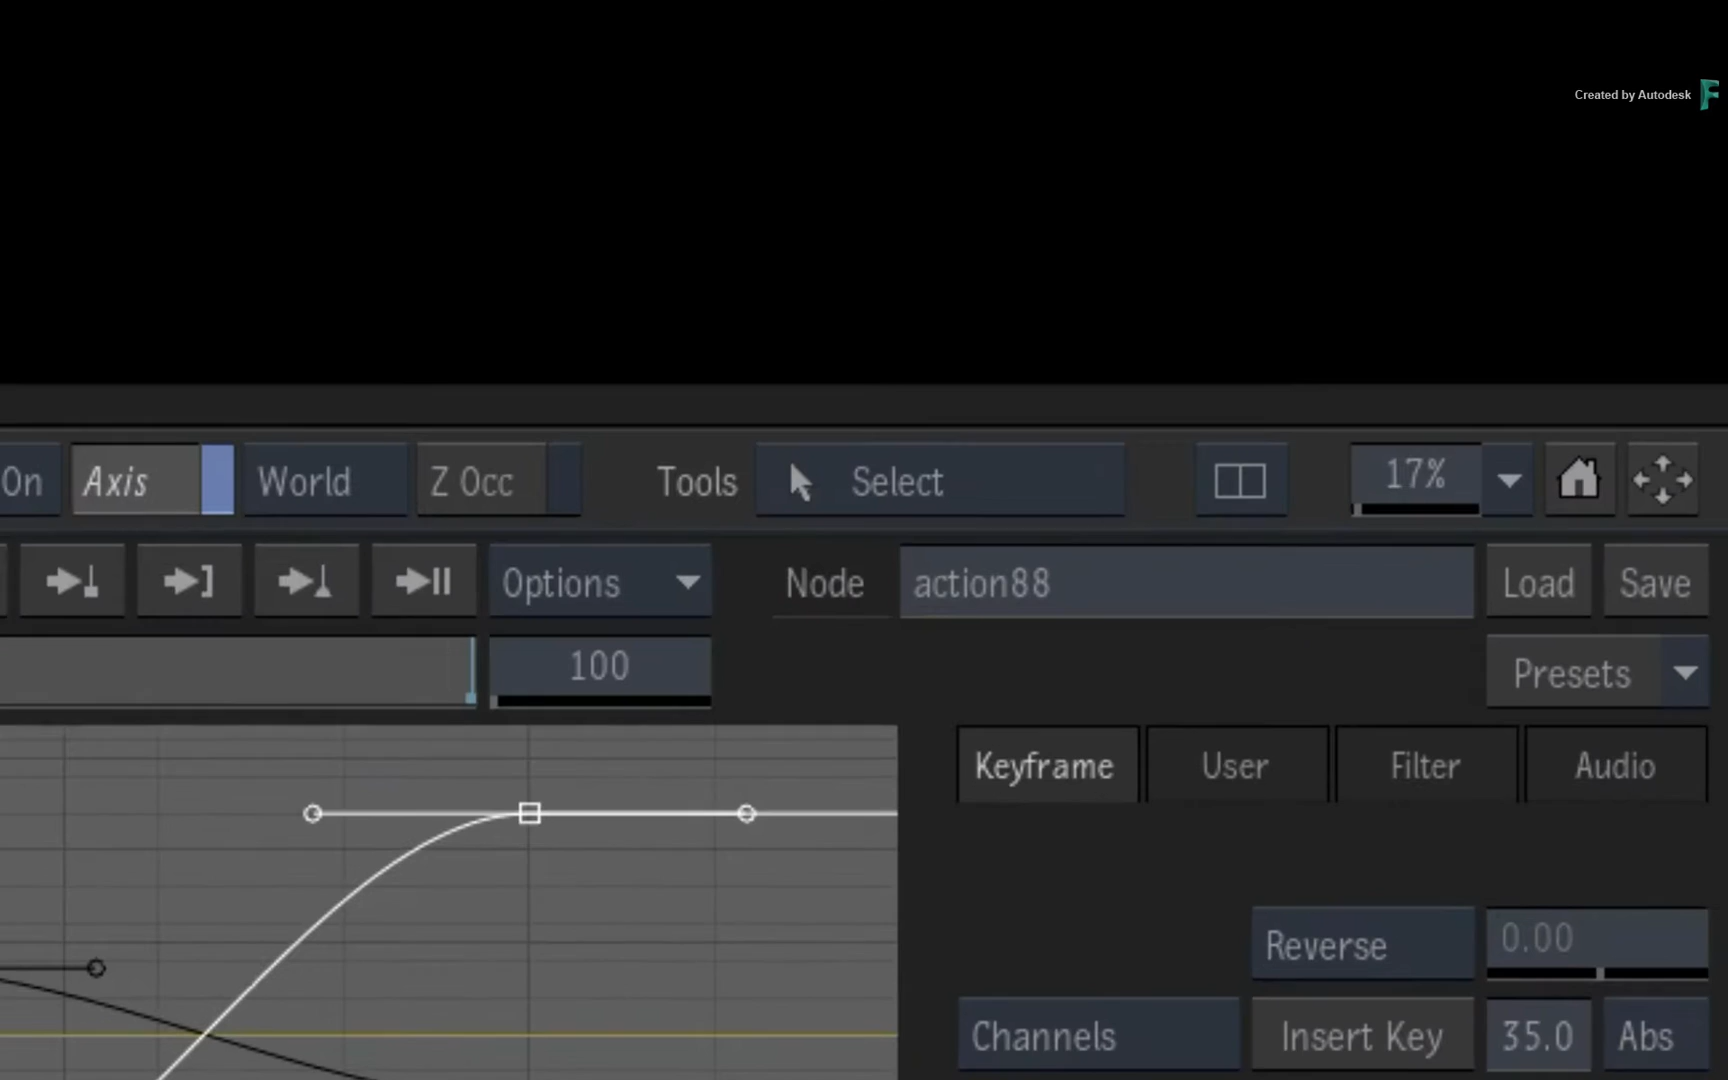 Created by Autodesk
On Axis World Z Occ Tools Select 17%
Options Node action88 Load Save
100 Presets
Keyframe User Filter Audio
Reverse 0.00
Channels Insert Key 35.0 Abs